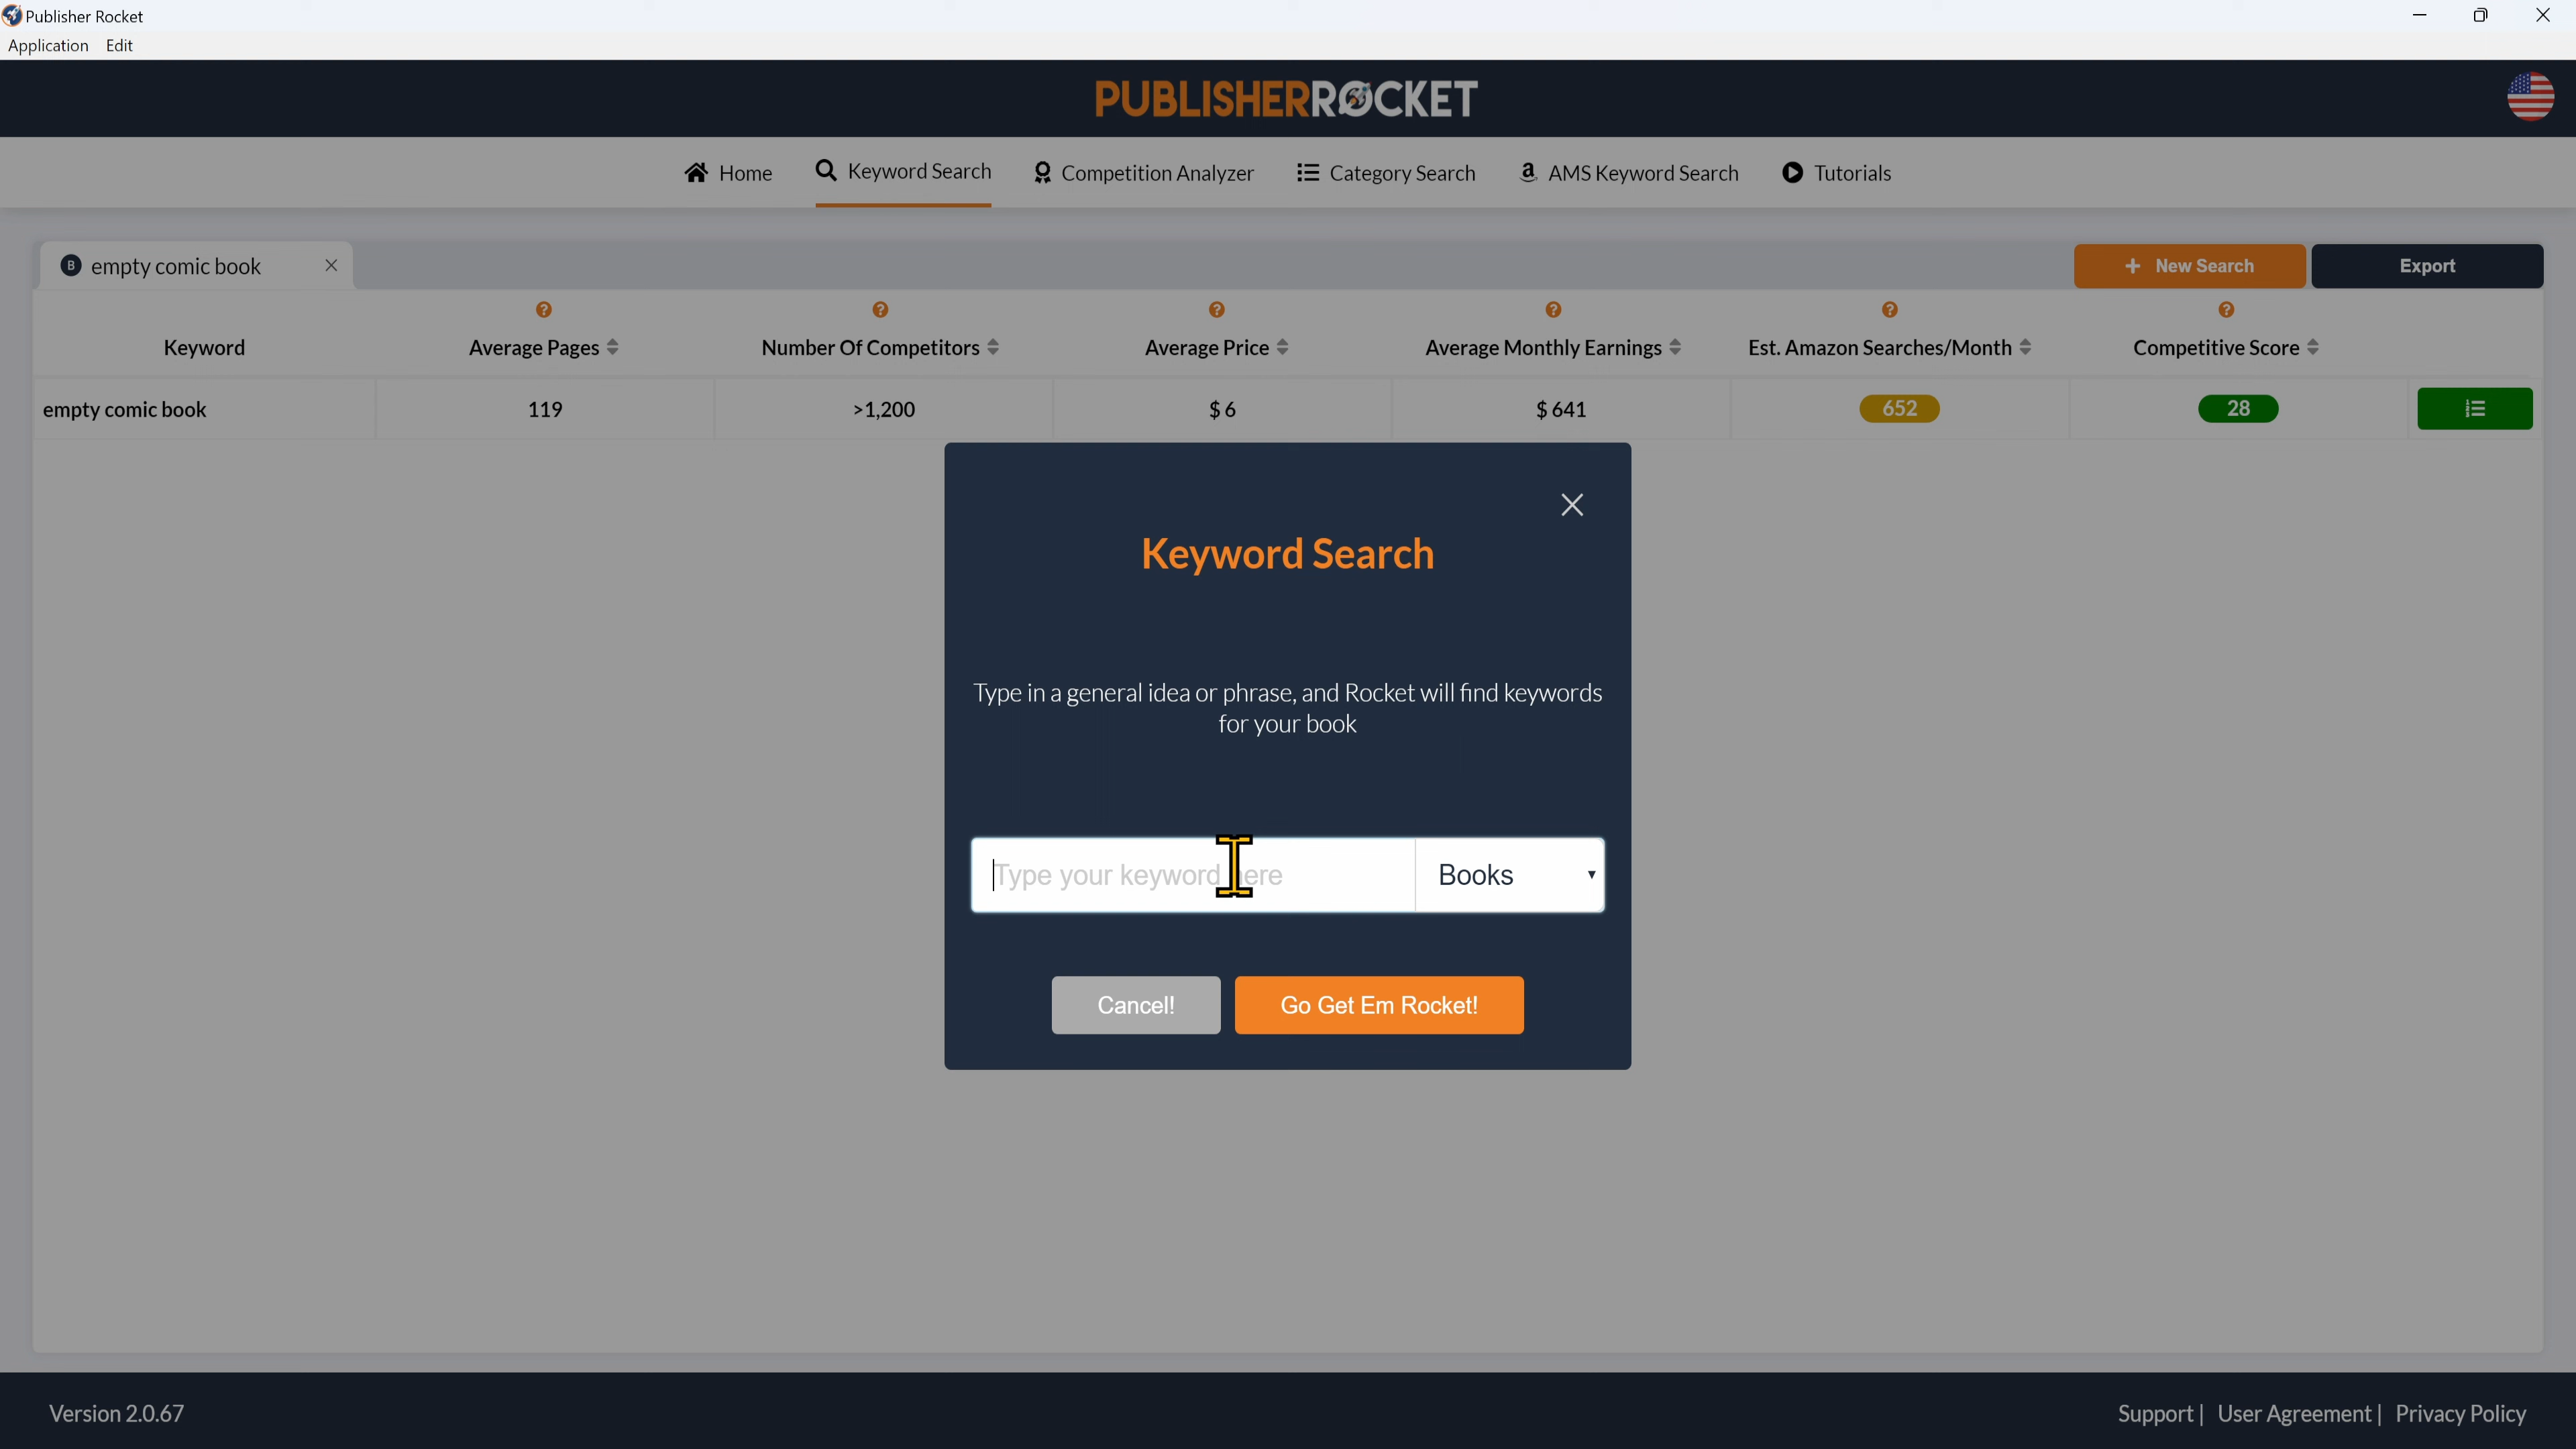 Publisher Rocket
Application Edit
PUBLISHERROCKET
Home Keyword Search Competition Analyzer Category Search AMS Keyword Search Tutorials
B empty comic book × + New Search Export
? ? ? ? ? ?
Keyword Average Pages Number Of Competitors Average Price Average Monthly Earnings Est. Amazon Searches/Month Competitive Score
empty comic book 119 >1,200 $ 6 $ 641 652 28
Keyword Search
Type in a general idea or phrase, and Rocket will find keywords
for your book
Type your keyword here Books
Cancel! Go Get Em Rocket!
Version 2.0.67 Support | User Agreement | Privacy Policy